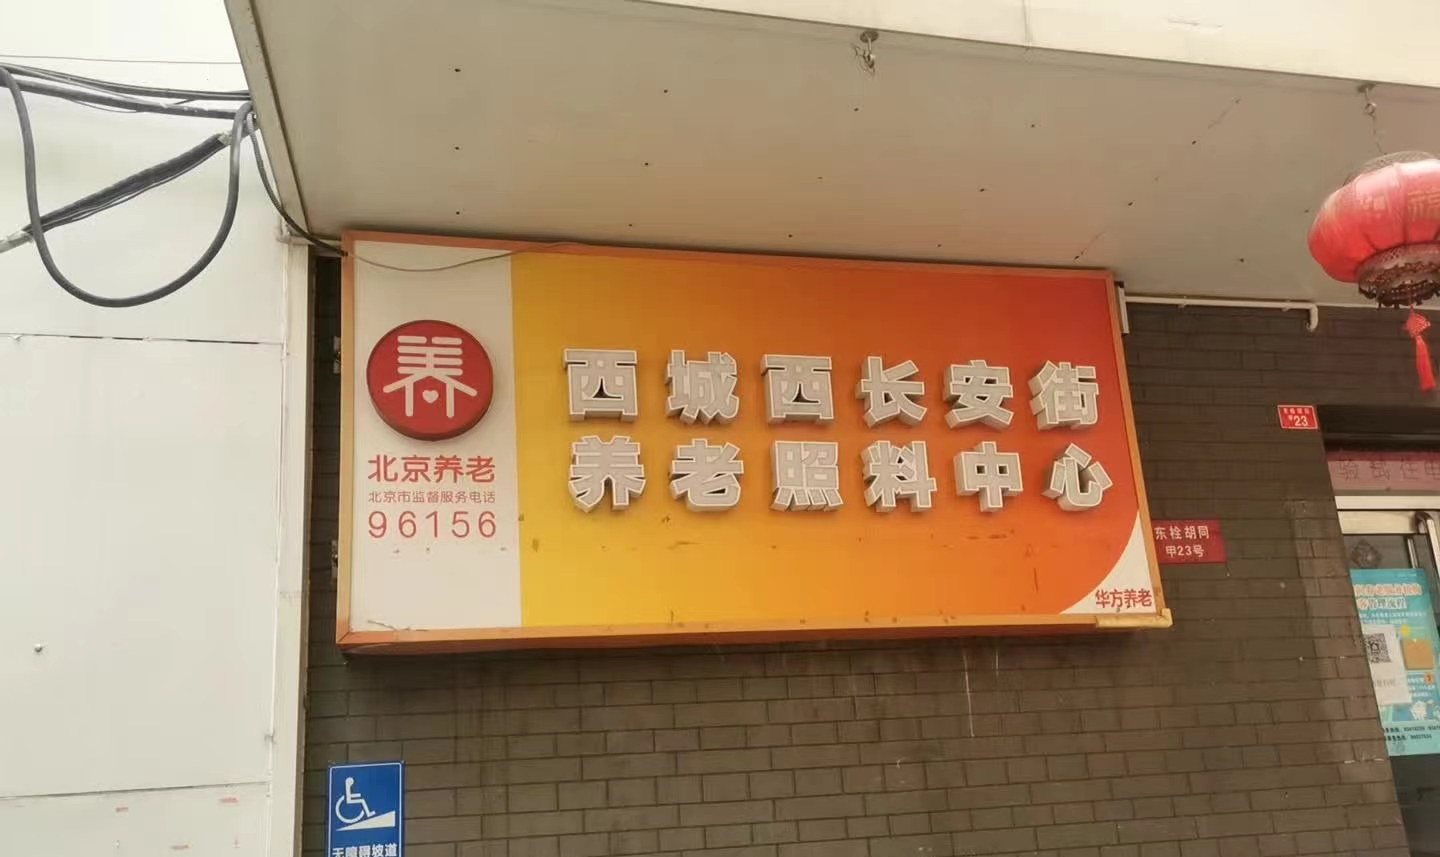 养
北京养老
北京市监督服务电话
96156
西城西长安街
养老照料中心
华方养老
东栓胡同
甲23号
23
福
无障碍坡道